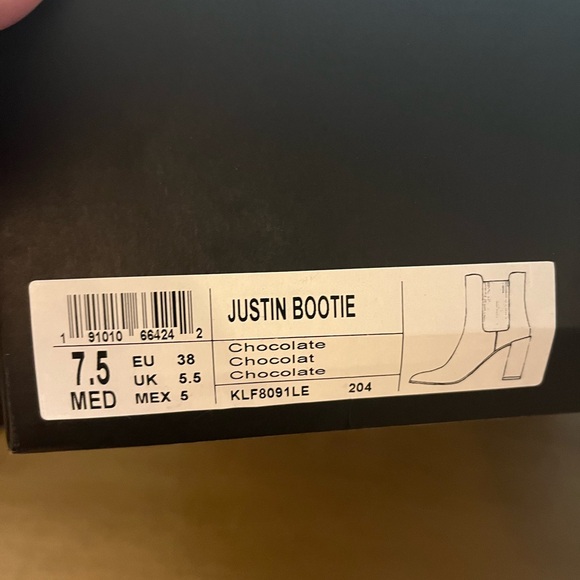 1 91010 66424 2
7.5 MED
EU 38
UK 5.5
MEX 5
JUSTIN BOOTIE
Chocolate
Chocolat
Chocolate
KLF8091LE 204